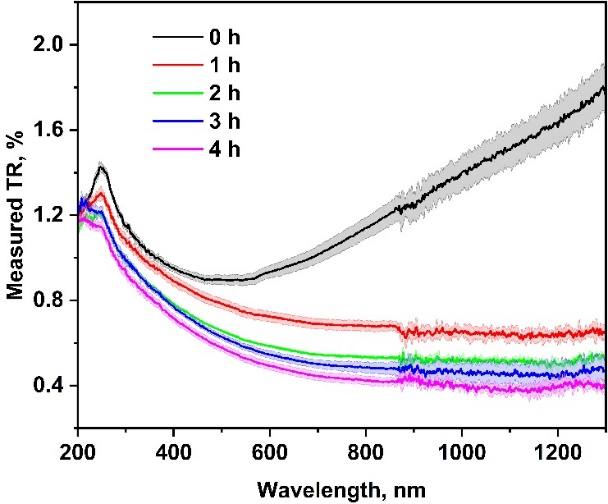 2.0
1.6
1.2
0.8
0.4
Measured TR, %
0 h
1 h
2 h
3 h
4 h
200 400 600 800 1000 1200
Wavelength, nm